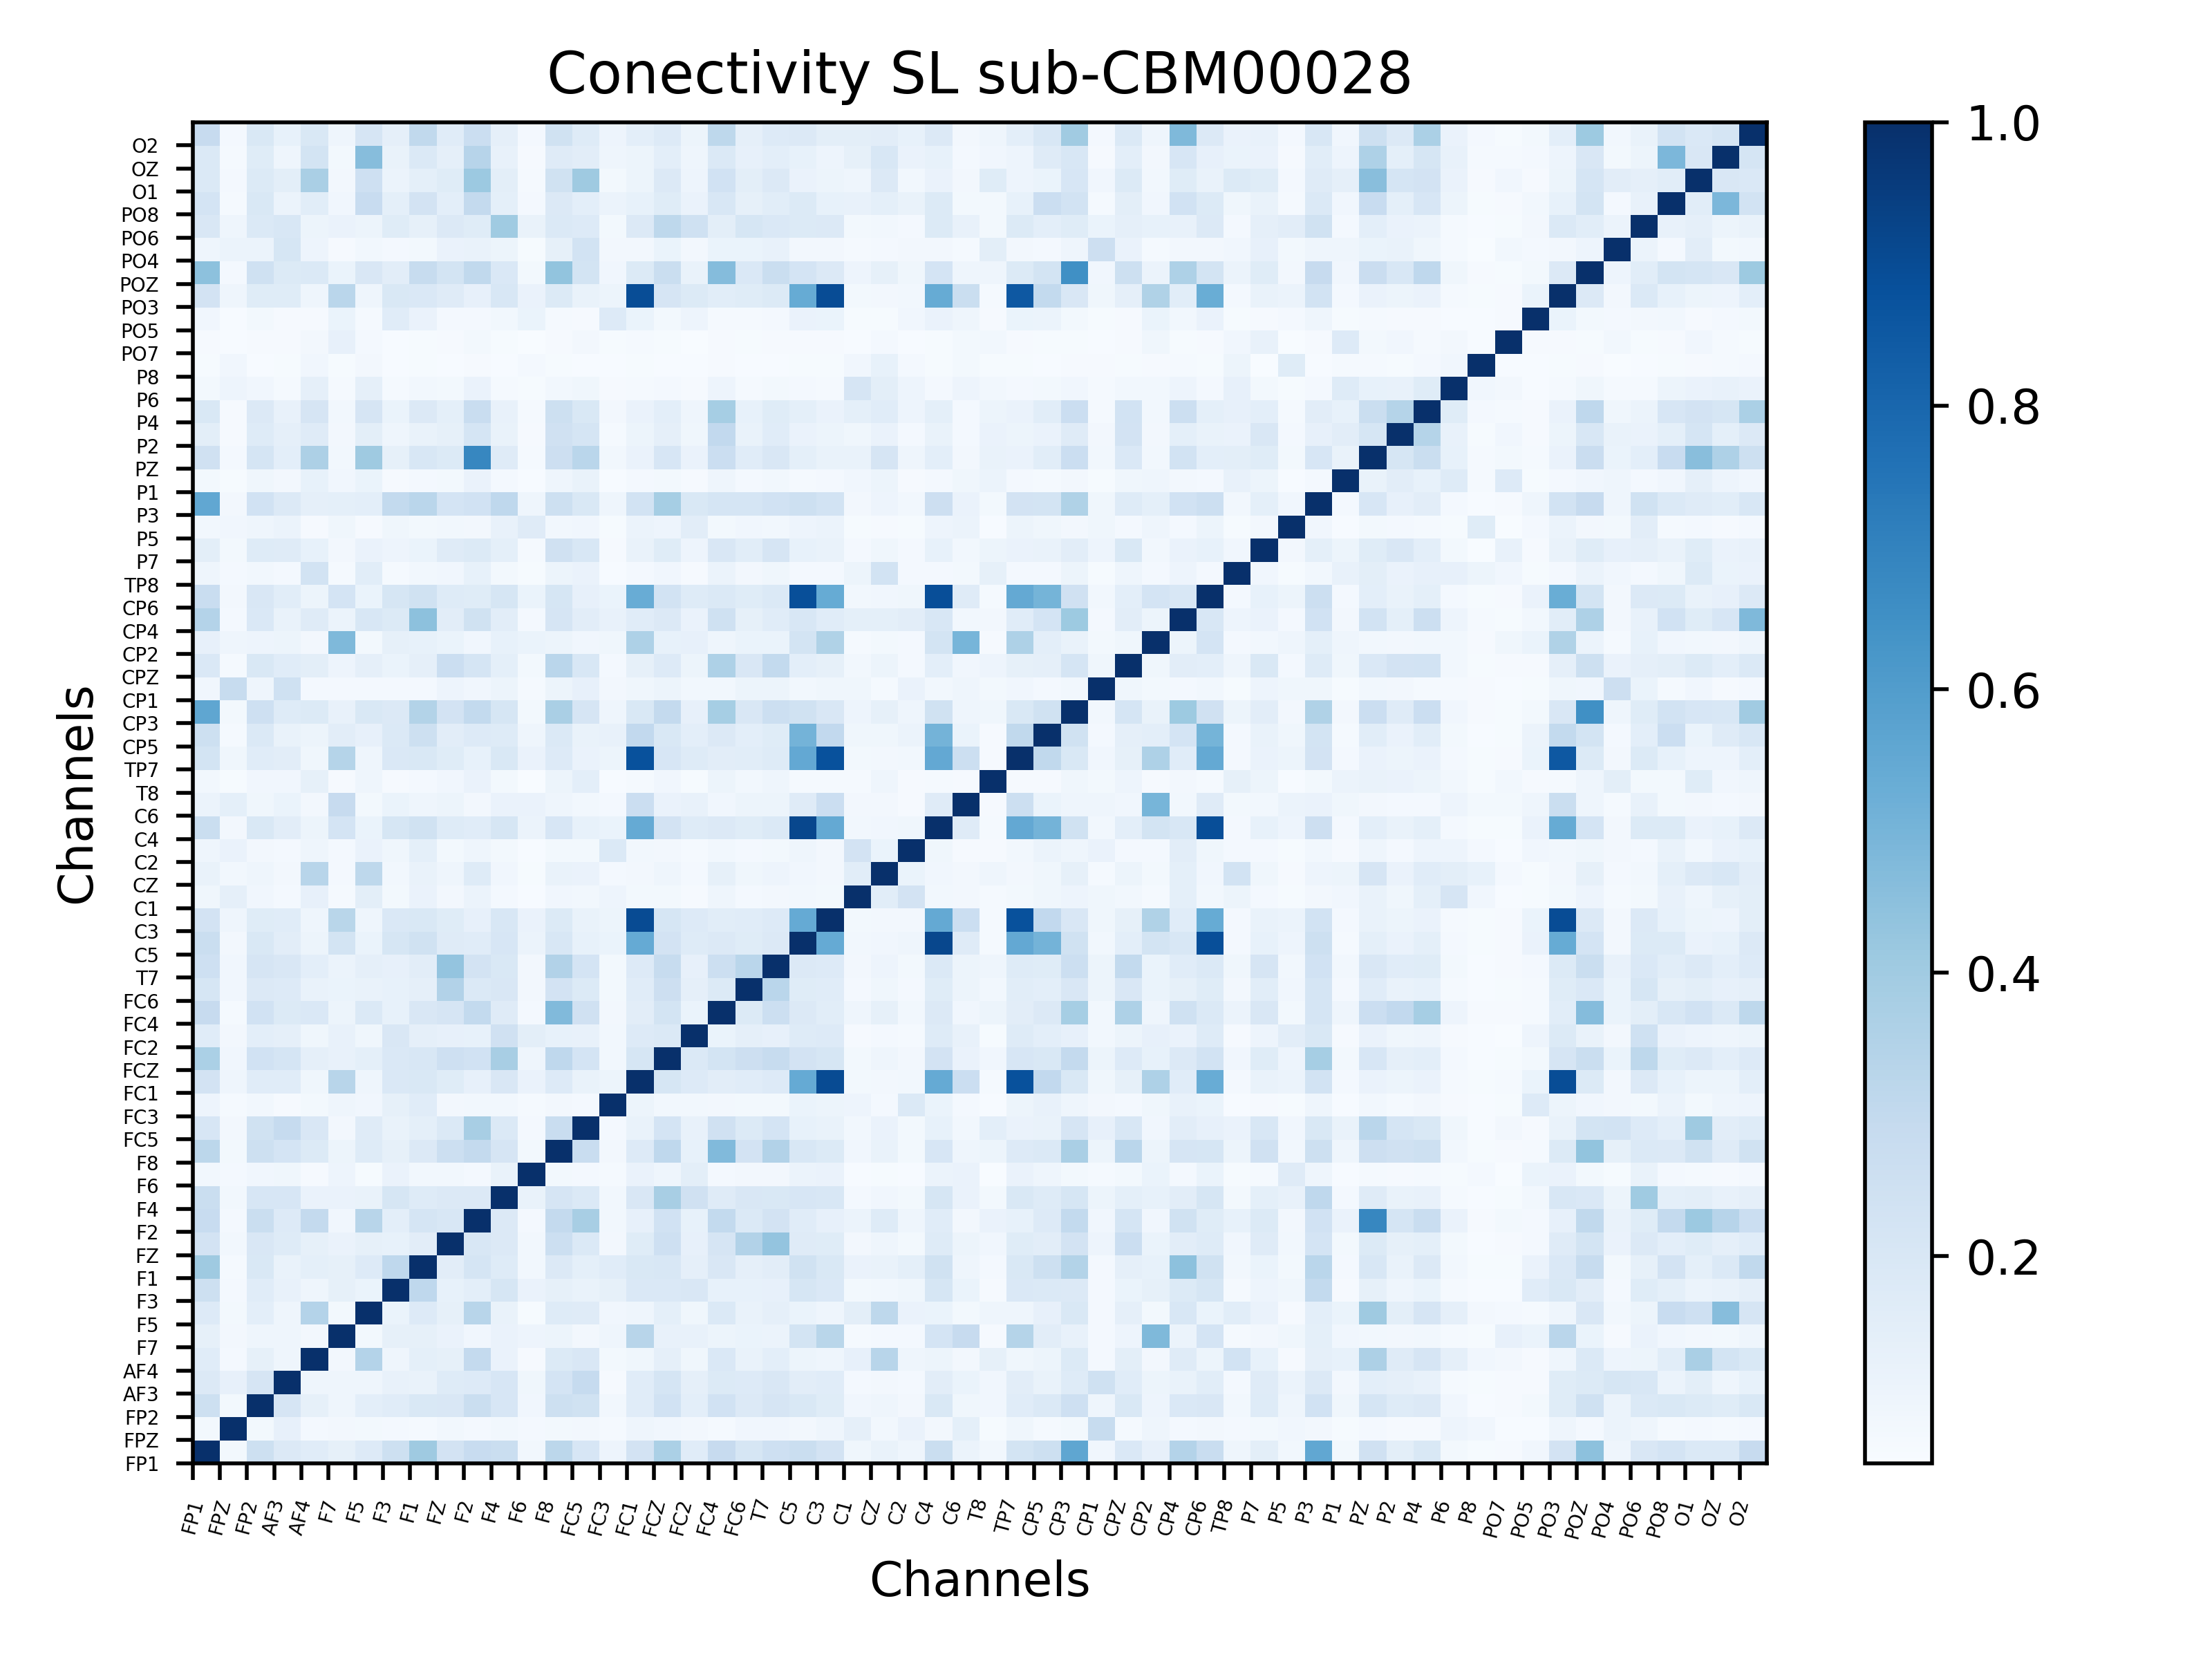 Conectivity SL sub-CBM00028
1.0
0.8
0.6
0.4
0.2
Channels
O2
OZ
O1
PO8
PO6
PO4
POZ
PO3
PO5
PO7
P8
P6
P4
P2
PZ
P1
P3
P5
P7
TP8
CP6
CP4
CP2
CPZ
CP1
CP3
CP5
TP7
T8
C6
C4
C2
CZ
C1
C3
C5
T7
FC6
FC4
FC2
FCZ
FC1
FC3
FC5
F8
F6
F4
F2
FZ
F1
F3
F5
F7
AF4
AF3
FP2
FPZ
FP1
FP1 FPZ FP2 AF3 AF4 F7 F5 F3 F1 FZ F2 F4 F6 F8 FC5 FC3 FC1 FCZ FC2 FC4 FC6 T7 C5 C3 C1 CZ C2 C4 C6 T8 TP7 CP5 CP3 CP1 CPZ CP2 CP4 CP6 TP8 P7 P5 P3 P1 PZ P2 P4 P6 P8 PO7 PO5 PO3 POZ PO4 PO6 PO8 O1 OZ O2
Channels